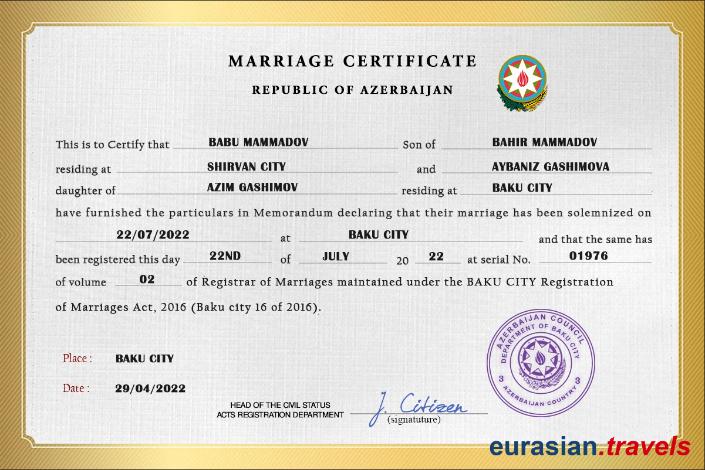 MARRIAGE CERTIFICATE
REPUBLIC OF AZERBAIJAN
This is to Certify that BABU MAMMADOV Son of BAHIR MAMMADOV
residing at SHIRVAN CITY and AYBANIZ GASHIMOVA
daughter of AZIM GASHIMOV residing at BAKU CITY
have furnished the particulars in Memorandum declaring that their marriage has been solemnized on
22/07/2022 at BAKU CITY and that the same has
been registered this day 22ND of JULY 20 22 at serial No. 01976
of volume 02 of Registrar of Marriages maintained under the BAKU CITY Registration
of Marriages Act, 2016 (Baku city 16 of 2016).
AZERBAIJAN COUNCIL
DEPARTMENT OF BAKU CITY
3 AZERBAIJAN COUNTRY 3
Place : BAKU CITY
Date : 29/04/2022
HEAD OF THE CIVIL STATUS
ACTS REGISTRATION DEPARTMENT
J. Citizen
(signatuture)
eurasian.travels